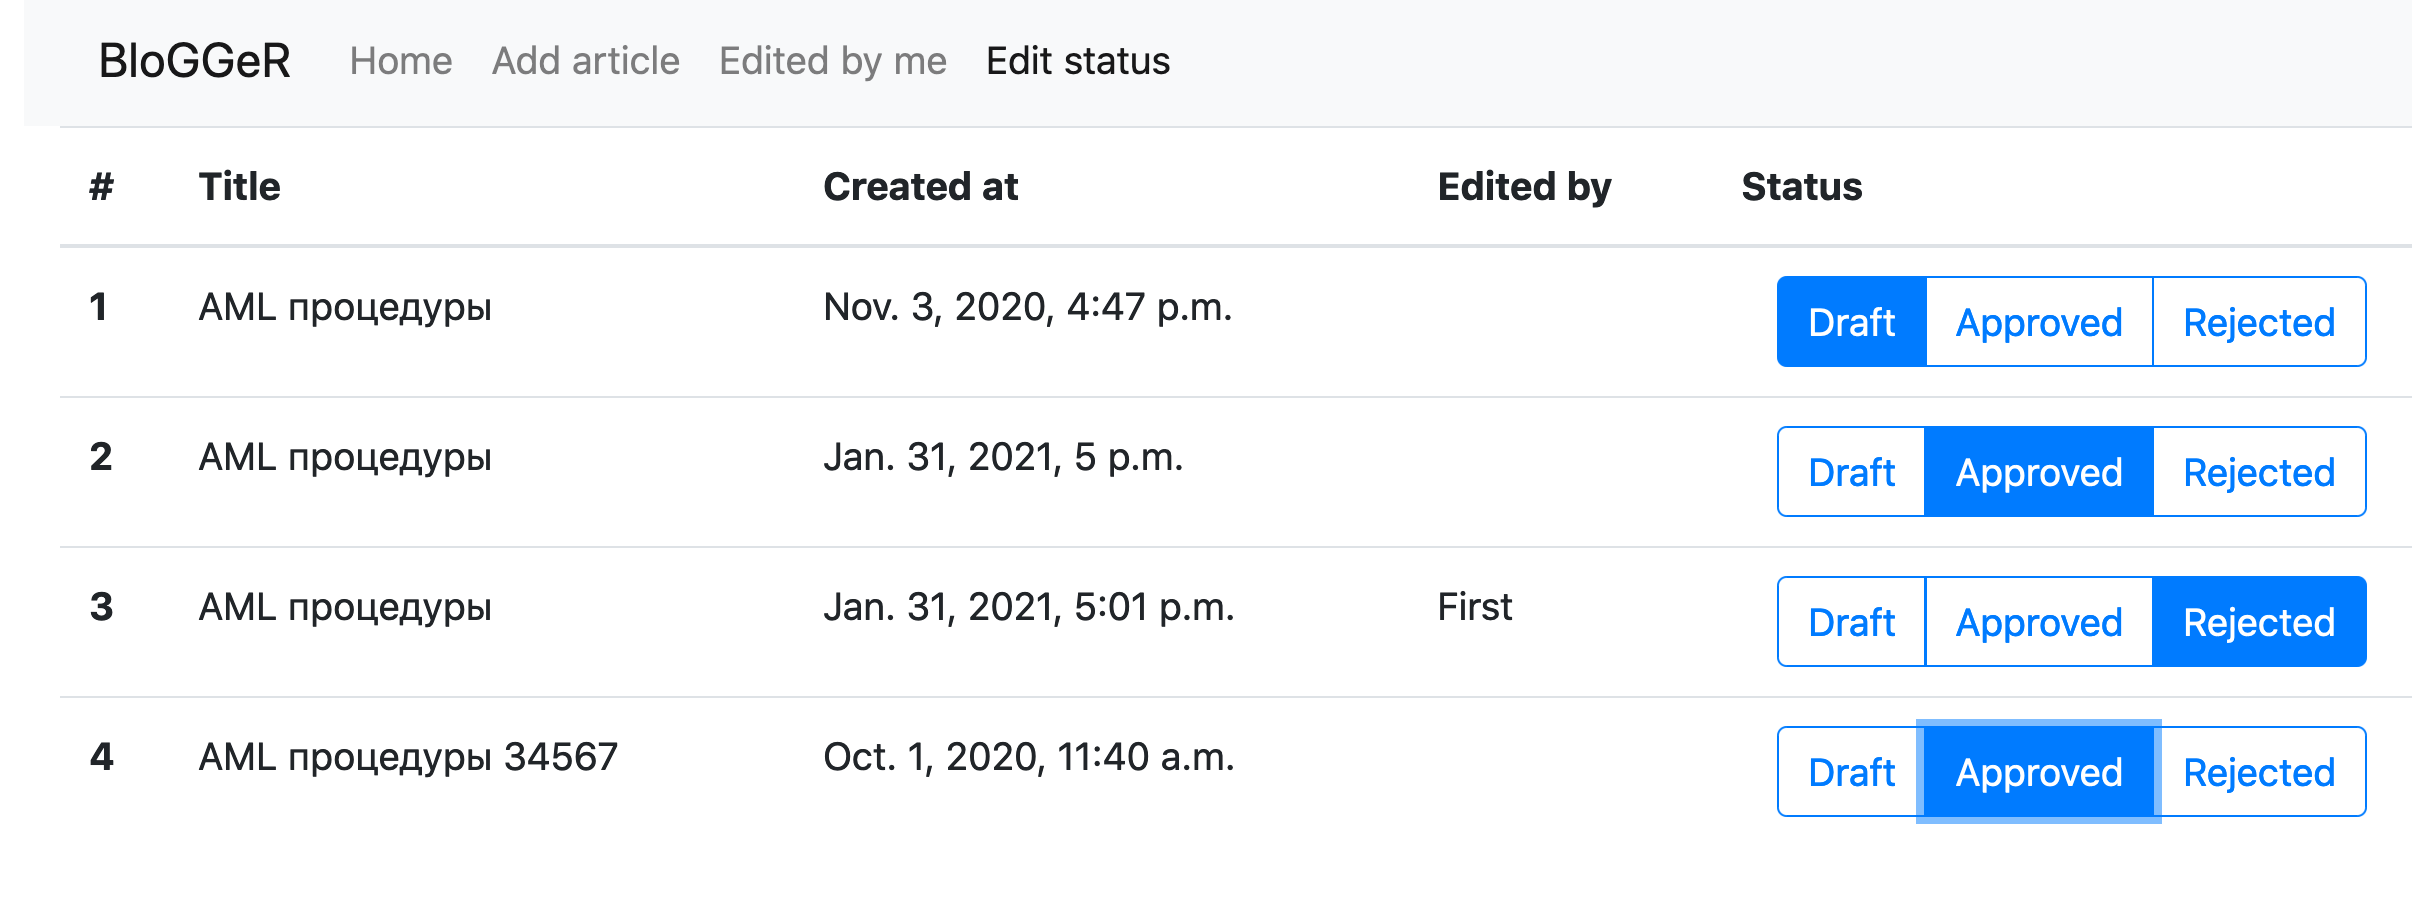 BloGGeR Home Add article Edited by me Edit status
# Title Created at Edited by Status
1 AML процедуры Nov. 3, 2020, 4:47 p.m. Draft Approved Rejected
2 AML процедуры Jan. 31, 2021, 5 p.m. Draft Approved Rejected
3 AML процедуры Jan. 31, 2021, 5:01 p.m. First Draft Approved Rejected
4 AML процедуры 34567 Oct. 1, 2020, 11:40 a.m. Draft Approved Rejected